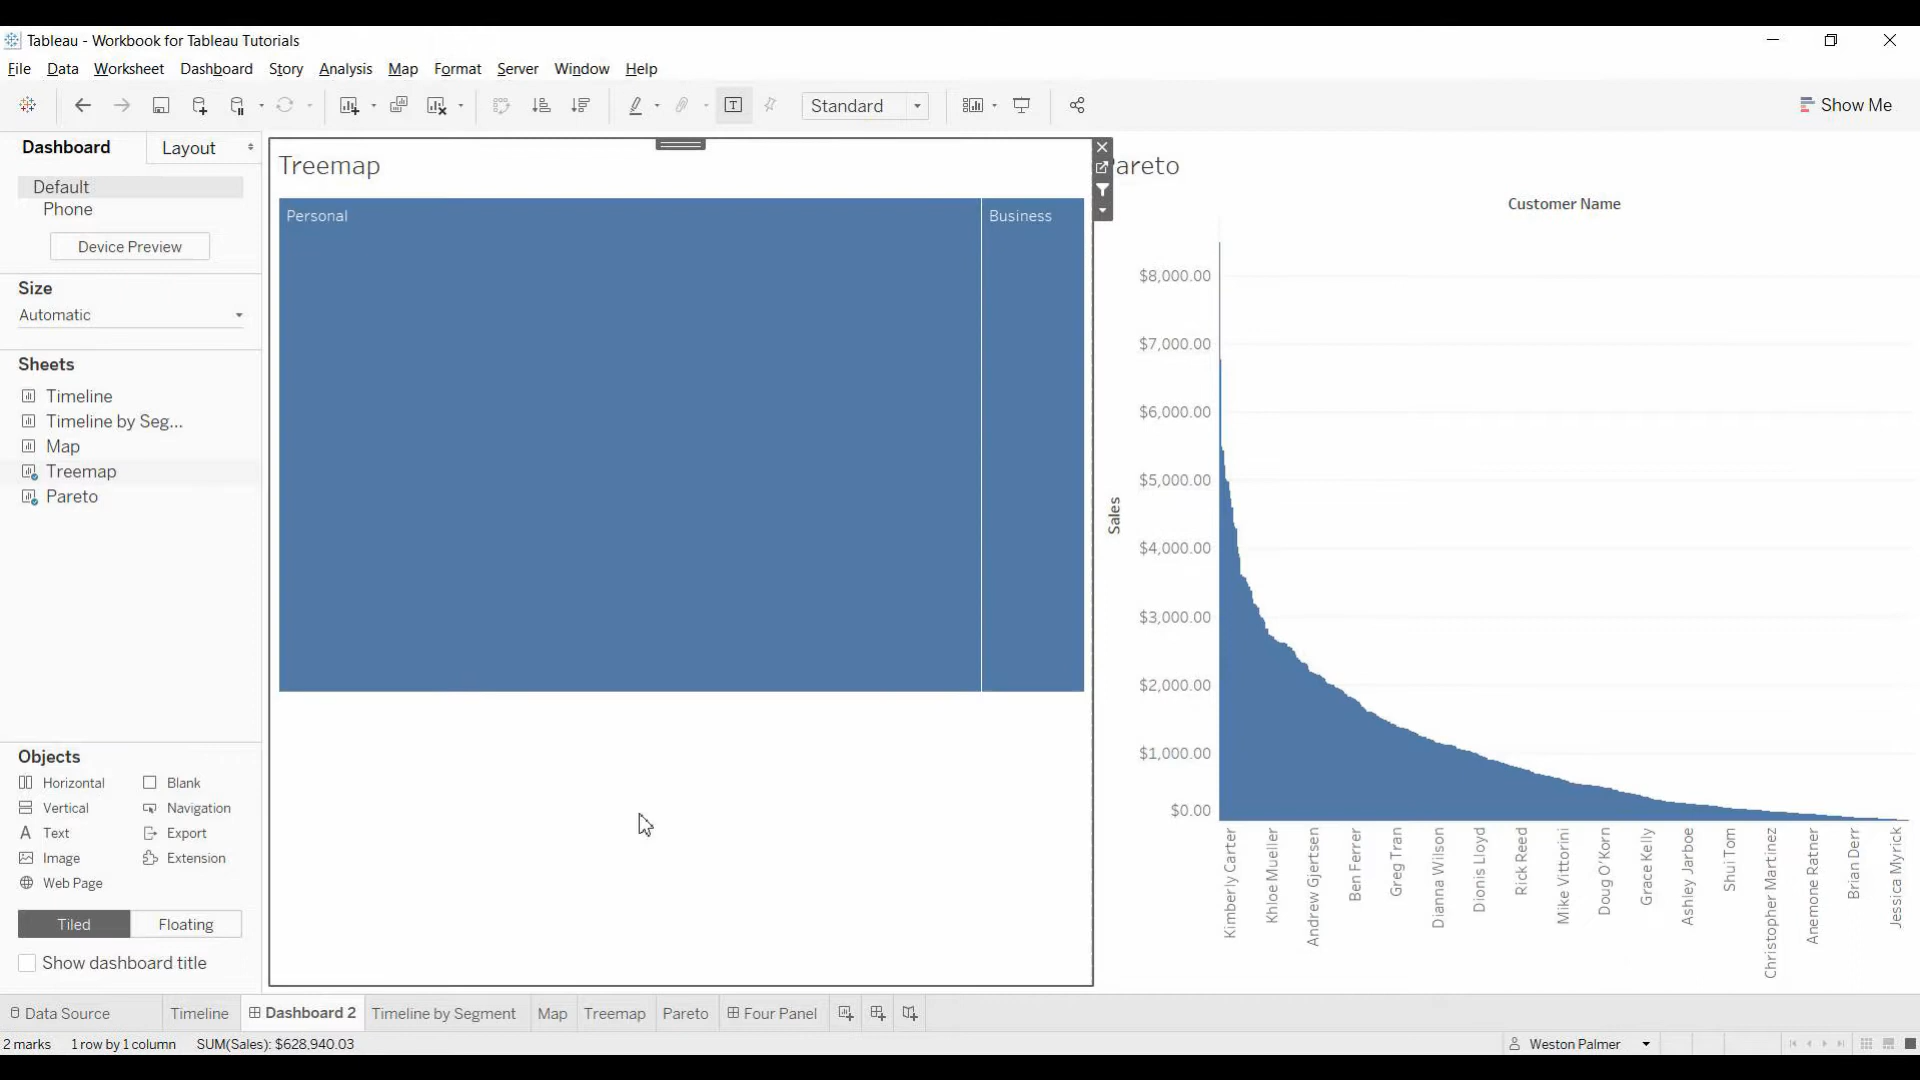 Tableau - Workbook for Tableau Tutorials
File Data Worksheet Dashboard Story Analysis Map Format Server Window Help
Standard
Show Me
Dashboard Layout
Default
Phone
Device Preview
Size
Automatic
Sheets
Timeline
Timeline by Seg...
Map
Treemap
Pareto
Objects
Horizontal Blank
Vertical Navigation
A Text Export
Image Extension
Web Page
Tiled Floating
Show dashboard title
Treemap
Personal Business
Pareto
Customer Name
Sales
$8,000.00
$7,000.00
$6,000.00
$5,000.00
$4,000.00
$3,000.00
$2,000.00
$1,000.00
$0.00
Kimberly Carter
Khloe Mueller
Andrew Gjertsen
Ben Ferrer
Greg Tran
Dianna Wilson
Dionis Lloyd
Rick Reed
Mike Vittorini
Doug O'Korn
Grace Kelly
Ashley Jarboe
Shui Tom
Christopher Martinez
Anemone Ratner
Brian Derr
Jessica Myrick
Data Source Timeline Dashboard 2 Timeline by Segment Map Treemap Pareto Four Panel
2 marks 1 row by 1 column SUM(Sales): $628,940.03 Weston Palmer